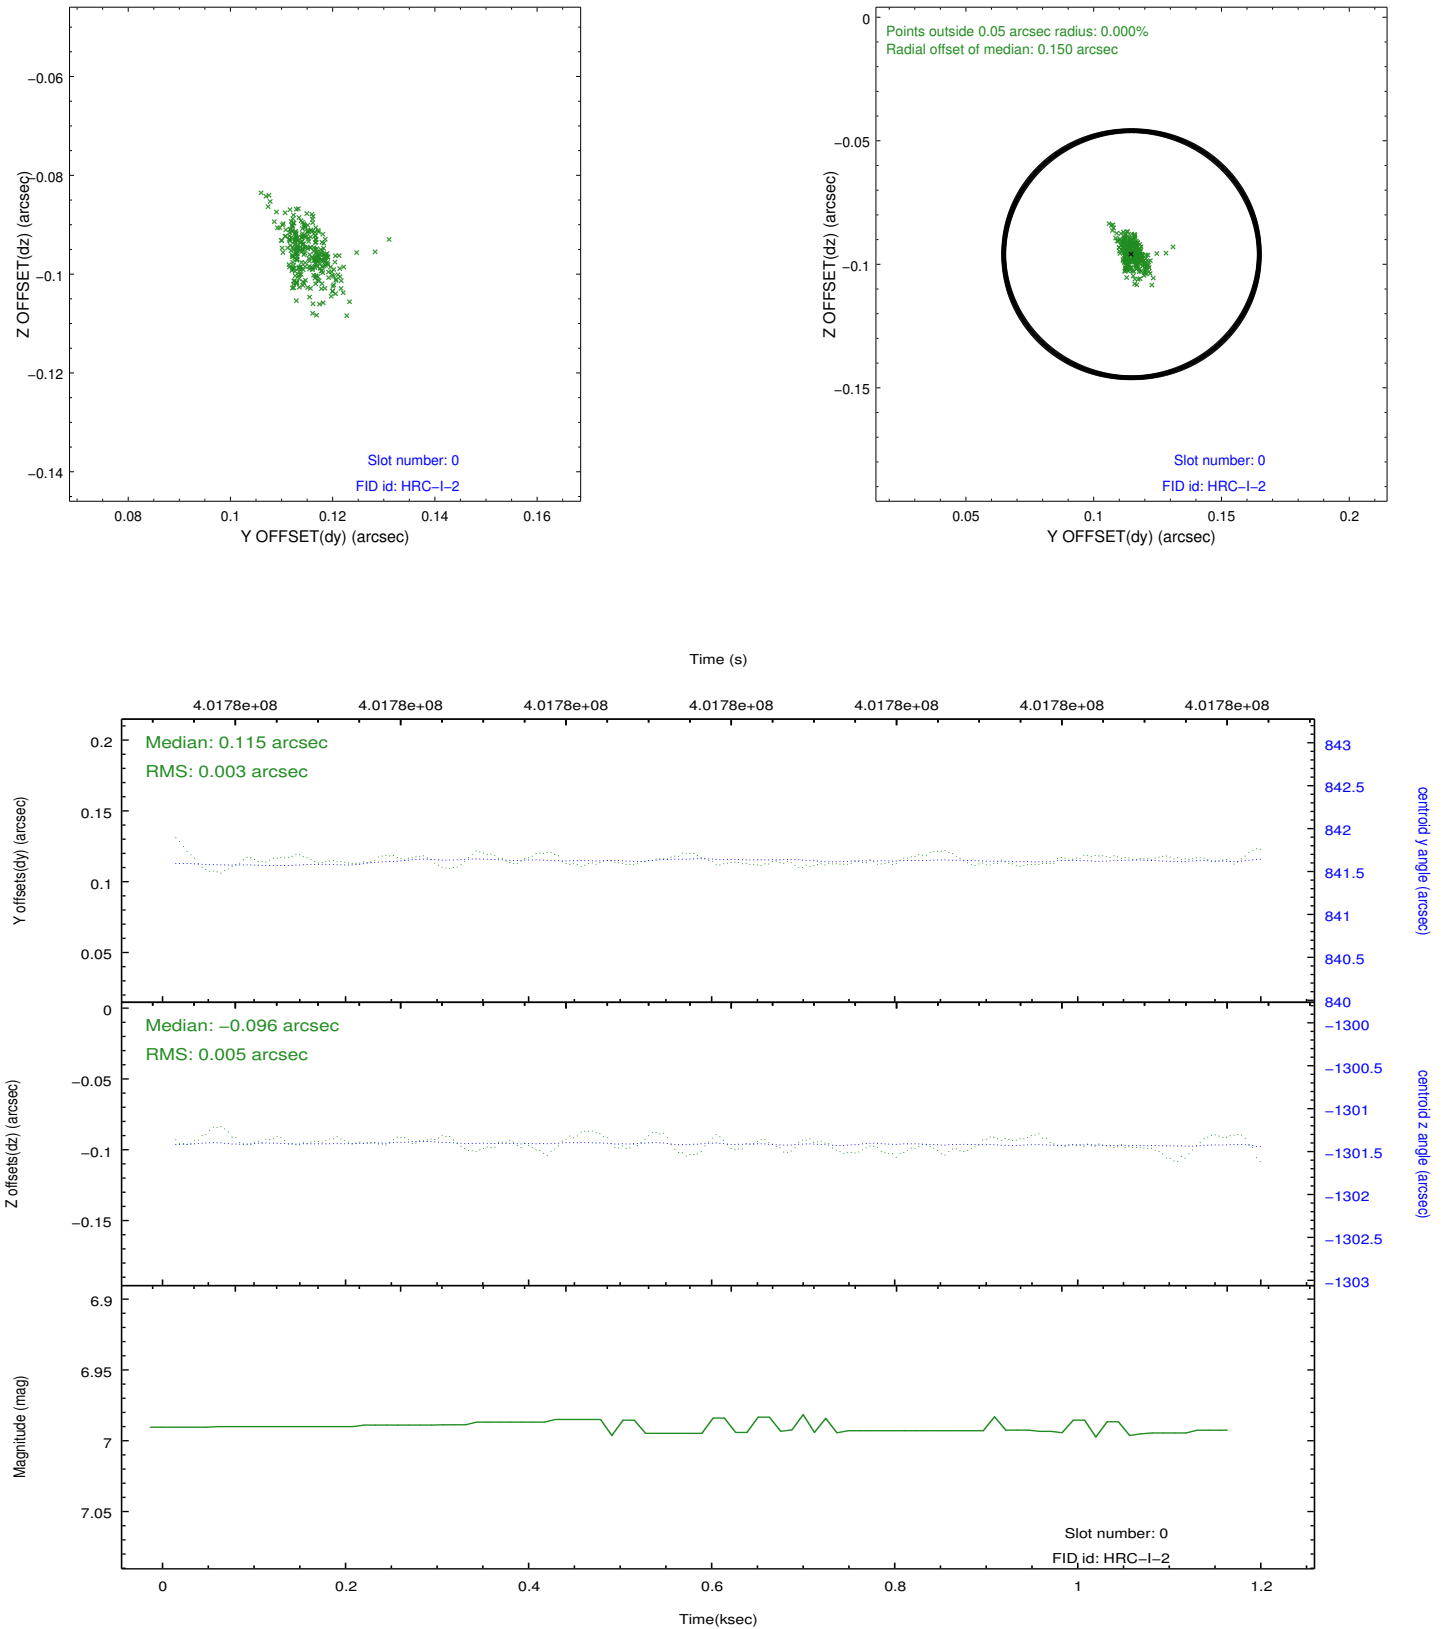 −0.06
−0.08
−0.1
−0.12
−0.14
Z OFFSET(dz) (arcsec)
Slot number: 0
FID id: HRC−I−2
0.08
0.1
0.12
0.14
0.16
Y OFFSET(dy) (arcsec)
Points outside 0.05 arcsec radius: 0.000%
Radial offset of median: 0.150 arcsec
0
−0.05
−0.1
−0.15
Z OFFSET(dz) (arcsec)
Slot number: 0
FID id: HRC−I−2
0.05
0.1
0.15
0.2
Y OFFSET(dy) (arcsec)
Time (s)
4.0178e+08
4.0178e+08
4.0178e+08
4.0178e+08
4.0178e+08
4.0178e+08
4.0178e+08
Median: 0.115 arcsec
RMS: 0.003 arcsec
0.2
0.15
0.1
0.05
Y offsets(dy) (arcsec)
843
842.5
842
841.5
841
840.5
840
centroid y angle (arcsec)
Median: −0.096 arcsec
RMS: 0.005 arcsec
0
−0.05
−0.1
−0.15
Z offsets(dz) (arcsec)
−1300
−1300.5
−1301
−1301.5
−1302
−1302.5
−1303
centroid z angle (arcsec)
6.9
6.95
7
7.05
Magnitude (mag)
Slot number: 0
FID id: HRC−I−2
0
0.2
0.4
0.6
0.8
1
1.2
Time(ksec)